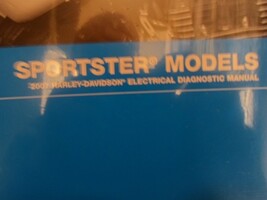 SPORTSTER® MODELS
HARLEY-DAVIDSON® ELECTRICAL DIAGNOSTIC MANUAL